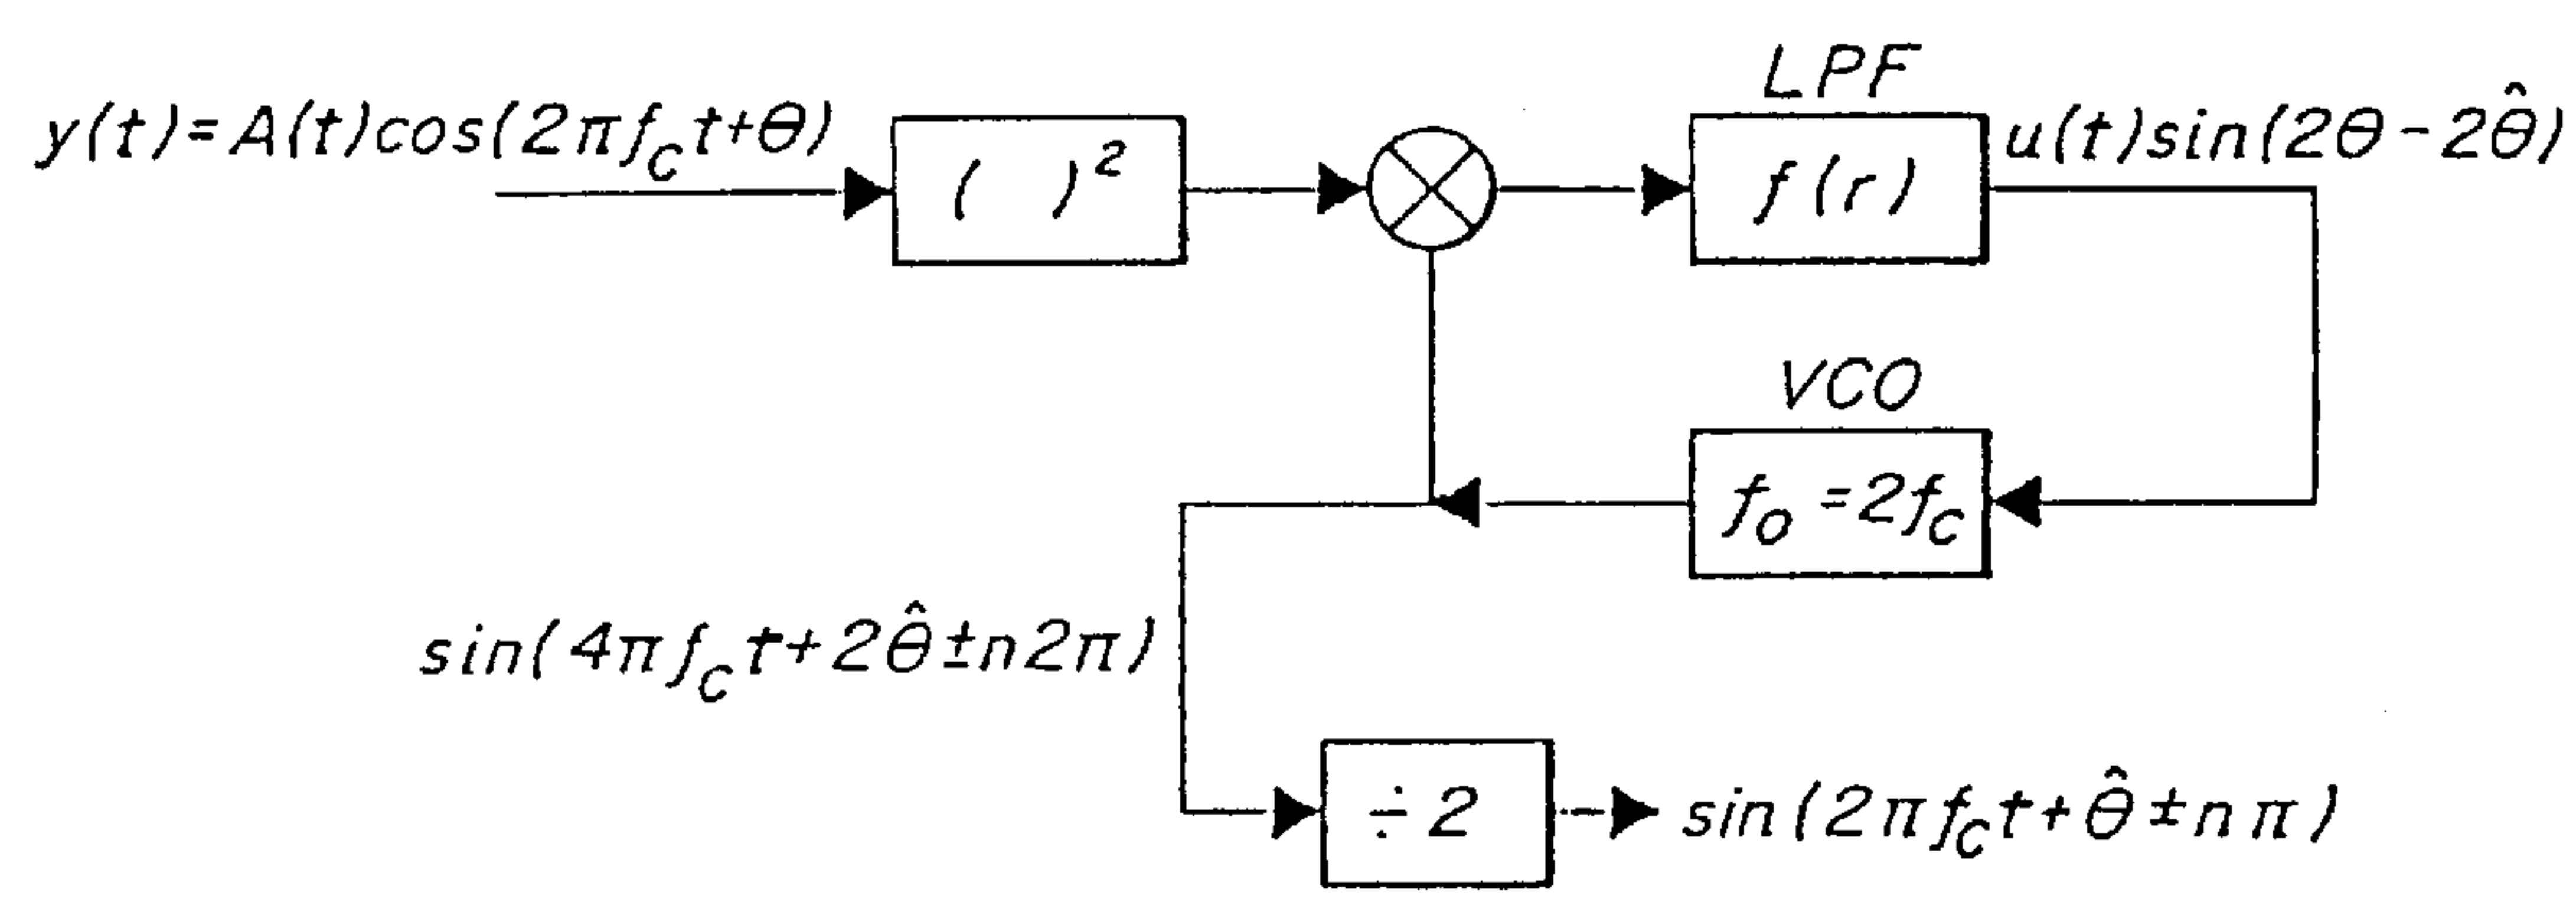 LPF
y(t)=A(t)cos(2πf_c t+θ)
( )²
f(r)
u(t)sin(2θ-2θ̂)
VCO
f_o=2f_c
sin(4πf_c t+2θ̂±n2π)
÷2
sin(2πf_c t+θ̂±nπ)